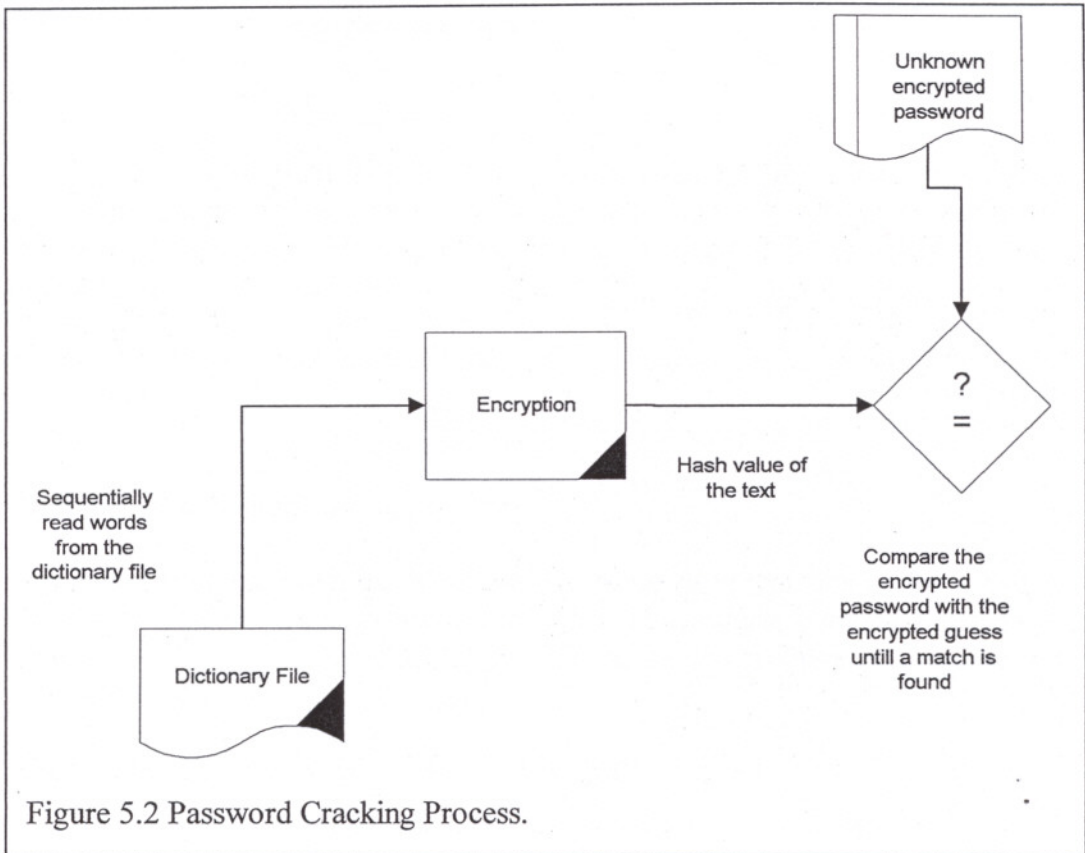 Unknown
encrypted
password
?
=
Encryption
Hash value of
the text
Sequentially
read words
from the
dictionary file
Compare the
encrypted
password with the
encrypted guess
untill a match is
found
Dictionary File
Figure 5.2 Password Cracking Process.